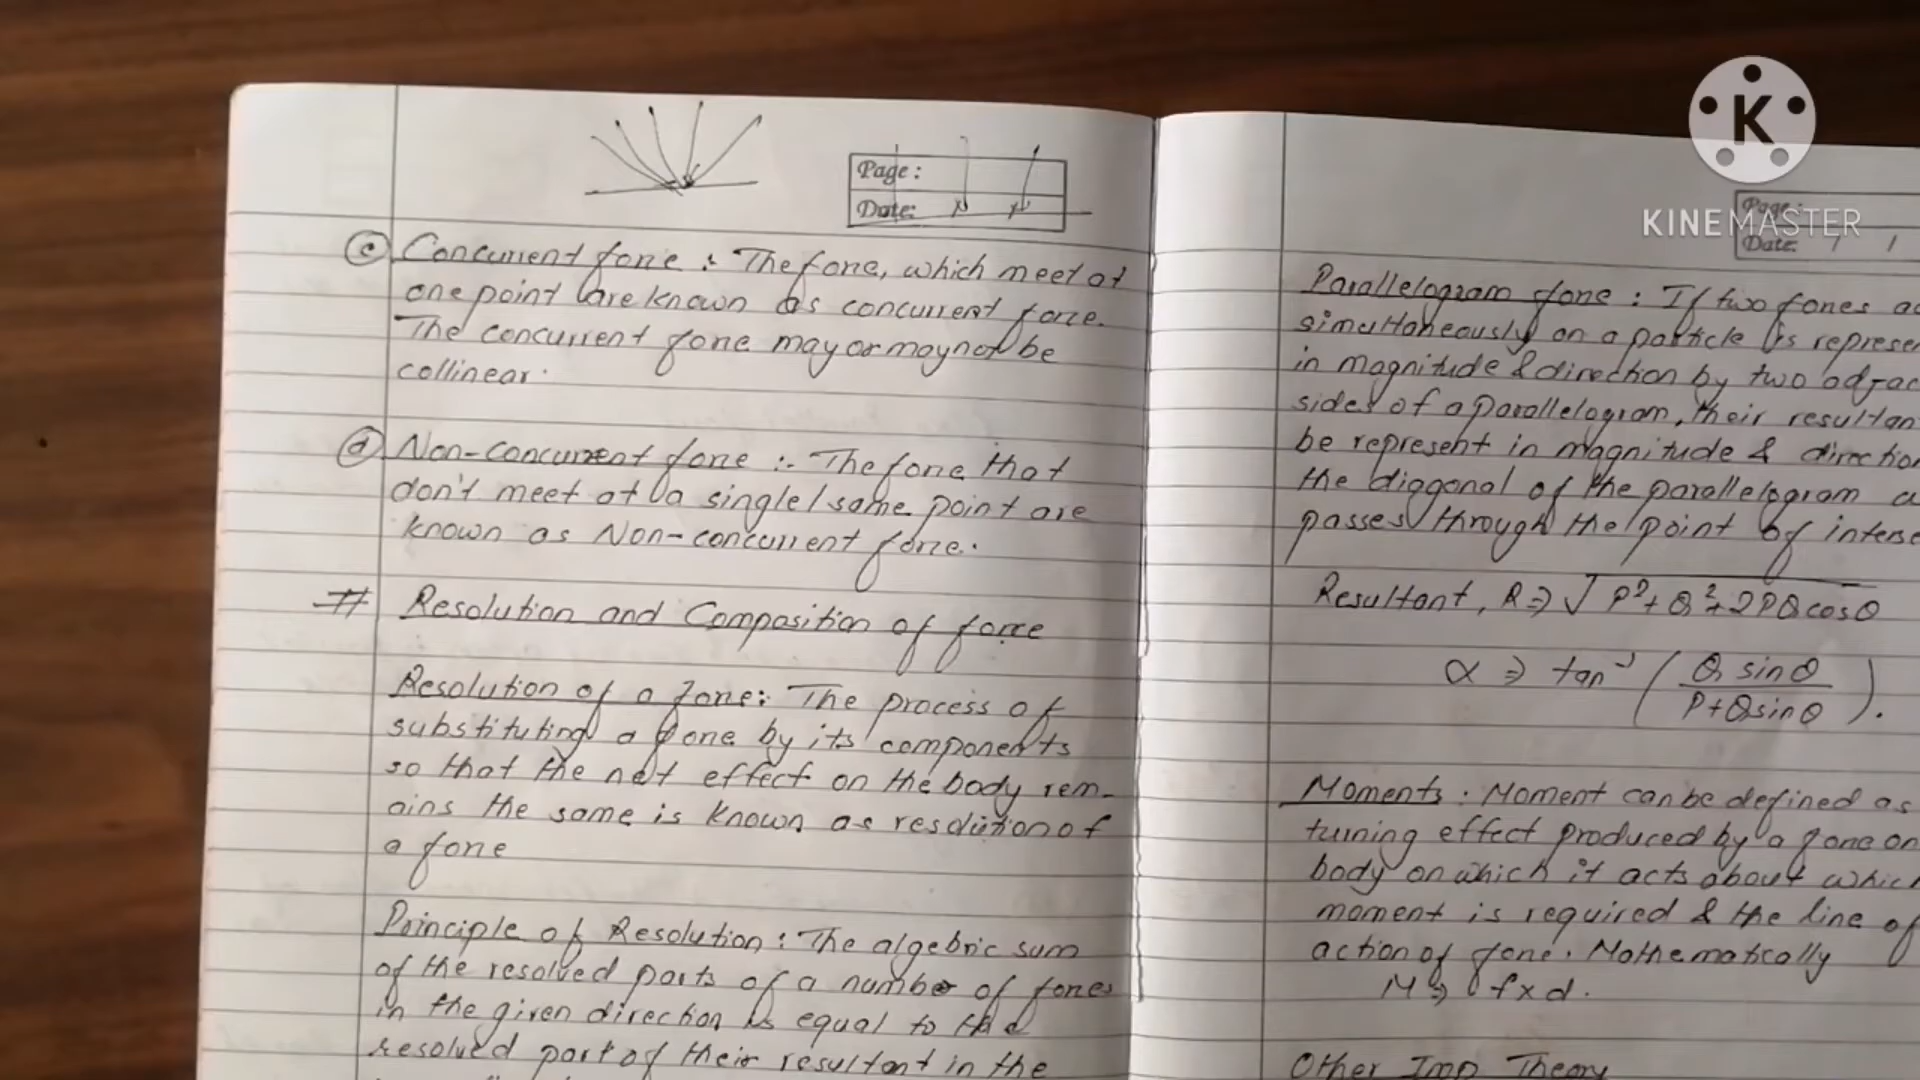 Page:
Date:
(c) Concurrent force : The force, which meet at
one point are known as concurrent force.
The concurrent force may or may not be
collinear.
(d) Non-concurrent force :- The force that
don't meet at a single/same point are
known as Non-concurrent force.
# Resolution and Composition of force
Resolution of a force: The process of
substituting a force by its components
so that the net effect on the body rem-
ains the same is known as resolution of
a force
Principle of Resolution : The algebric sum
of the resolved parts of a number of forces
in the given direction is equal to the
resolved part of their resultant in the
K
KINEMASTER
Page:
Date: / /
Parallelogram force : If two forces ac
simultaneously on a particle is represen
in magnitude & direction by two adjac
sides of a parallelogram, their resultan
be represent in magnitude & direction
the diagonal of the parallelogram a
passes through the point of interse
Resultant, R ⇒ √P²+Q²+2PQcosθ
α ⇒ tan⁻¹ (Q sinθ / P+Qsinθ).
Moments : Moment can be defined as
turning effect produced by a force on
body on which it acts about which
moment is required & the line of
action of force. Mathematically
M ⇒ f x d.
Other Imp Theory